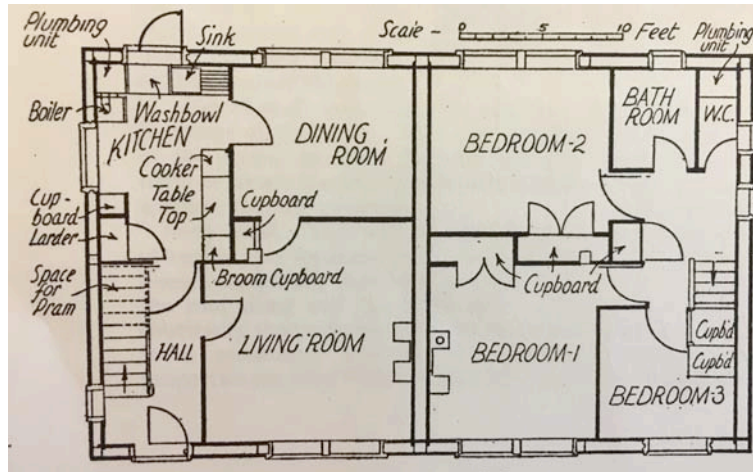 Plumbing
unit
Sink
Scale -
0
5
10
Feet
Plumbing
unit
Boiler
Washbowl
KITCHEN
DINING
ROOM
BEDROOM-2
BATH
ROOM
W.C.
Cooker
Table
Top
Cup-
board
Larder
Cupboard
Broom Cupboard
Space
for
Pram
HALL
LIVING ROOM
Cupboard
BEDROOM-1
Cupb'd
Cupb'd
BEDROOM-3